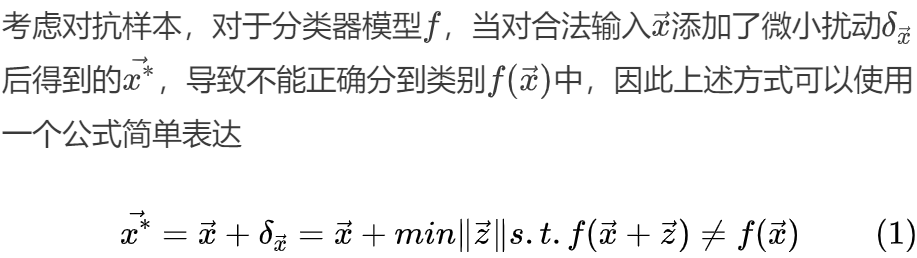 考虑对抗样本，对于分类器模型$f$，当对合法输入$\vec{x}$添加了微小扰动$\delta_{\vec{x}}$
后得到的$\vec{x^*}$，导致不能正确分到类别$f(\vec{x})$中，因此上述方式可以使用
一个公式简单表达
$\vec{x^*} = \vec{x} + \delta_{\vec{x}} = \vec{x} + min\|\vec{z}\| s.t. f(\vec{x} + \vec{z}) \neq f(\vec{x})$ (1)